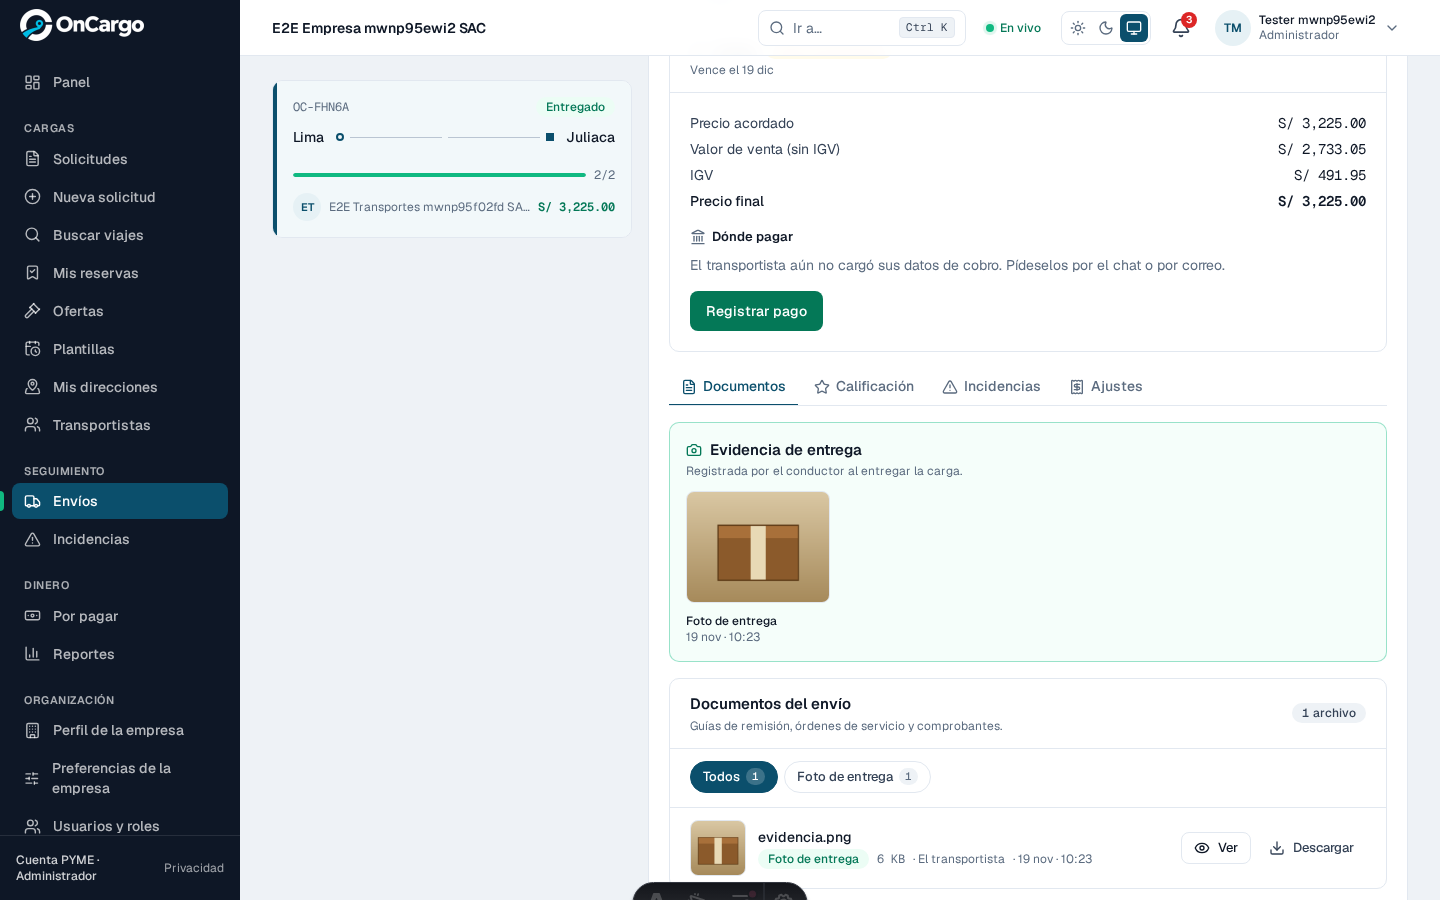 OnCargo
E2E Empresa mwnp95ewi2 SAC
Ir a...
Ctrl K
En vivo
3
TM
Tester mwnp95ewi2
Administrador
Panel
CARGAS
Solicitudes
Nueva solicitud
Buscar viajes
Mis reservas
Ofertas
Plantillas
Mis direcciones
Transportistas
SEGUIMIENTO
Envíos
Incidencias
DINERO
Por pagar
Reportes
ORGANIZACIÓN
Perfil de la empresa
Preferencias de la
empresa
Usuarios y roles
Cuenta PYME ·
Administrador
Privacidad
OC-FHN6A
Entregado
Lima
Juliaca
2/2
ET
E2E Transportes mwnp95f02fd SA...
S/ 3,225.00
Vence el 19 dic
Precio acordado S/ 3,225.00
Valor de venta (sin IGV) S/ 2,733.05
IGV S/ 491.95
Precio final S/ 3,225.00
Dónde pagar
El transportista aún no cargó sus datos de cobro. Pídeselos por el chat o por correo.
Registrar pago
Documentos
Calificación
Incidencias
Ajustes
Evidencia de entrega
Registrada por el conductor al entregar la carga.
Foto de entrega
19 nov · 10:23
Documentos del envío
Guías de remisión, órdenes de servicio y comprobantes.
1 archivo
Todos 1
Foto de entrega 1
evidencia.png
Foto de entrega 6 KB · El transportista · 19 nov · 10:23
Ver
Descargar